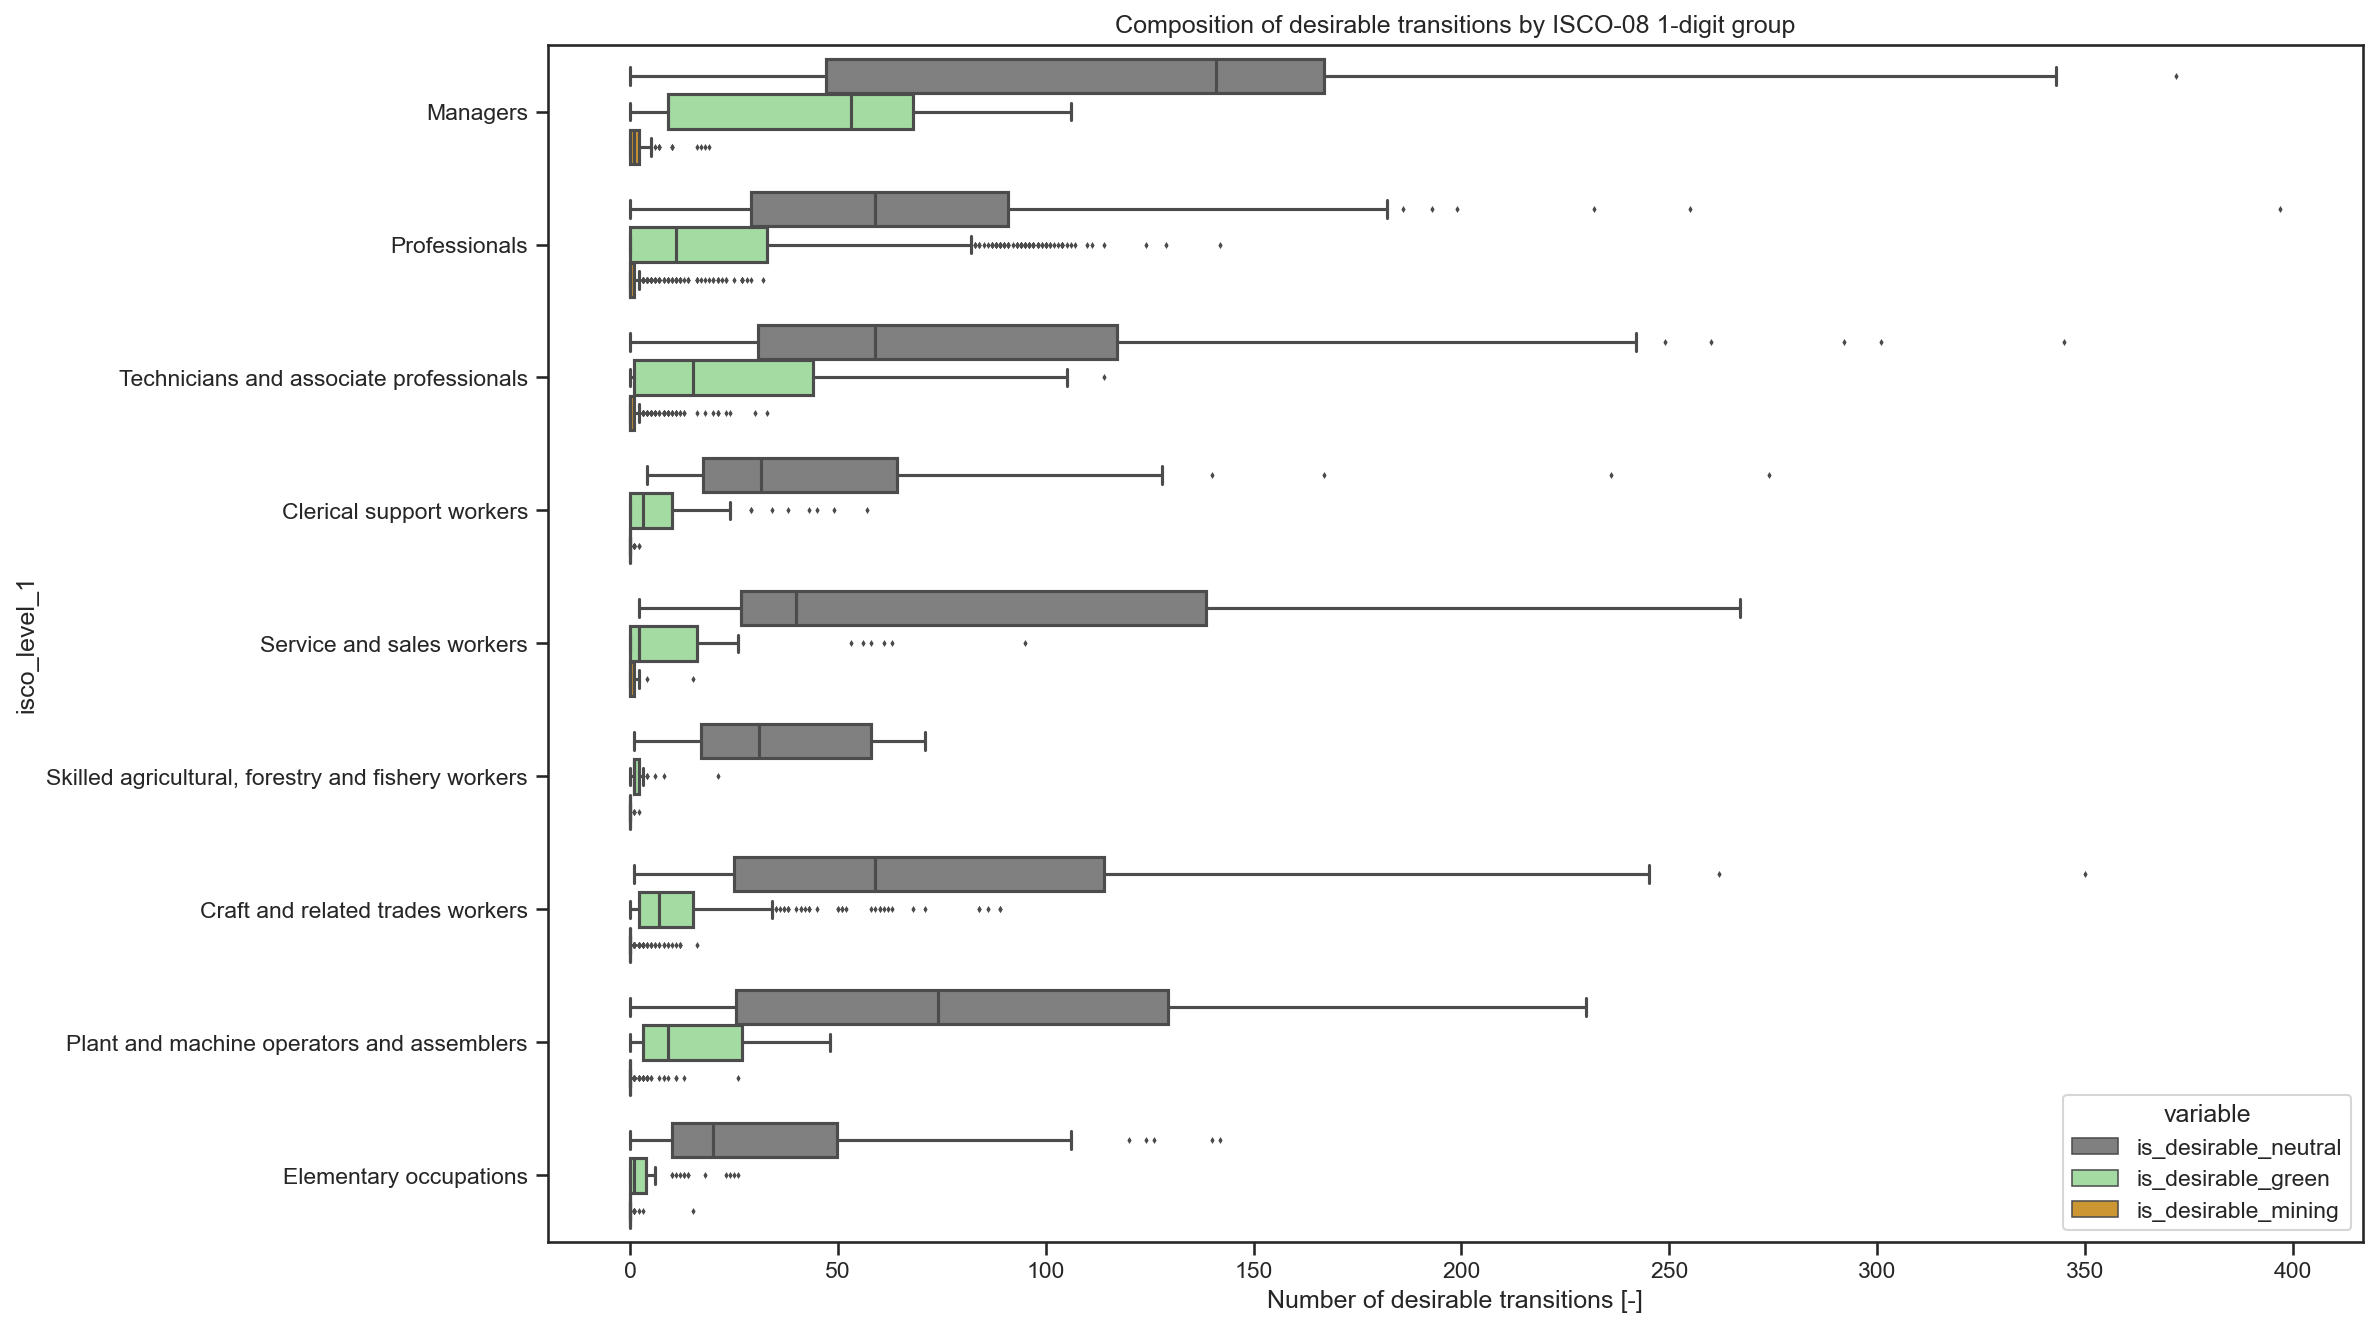 Composition of desirable transitions by ISCO-08 1-digit group
isco_level_1
Managers
Professionals
Technicians and associate professionals
Clerical support workers
Service and sales workers
Skilled agricultural, forestry and fishery workers
Craft and related trades workers
Plant and machine operators and assemblers
Elementary occupations
variable
is_desirable_neutral
is_desirable_green
is_desirable_mining
0 50 100 150 200 250 300 350 400
Number of desirable transitions [-]